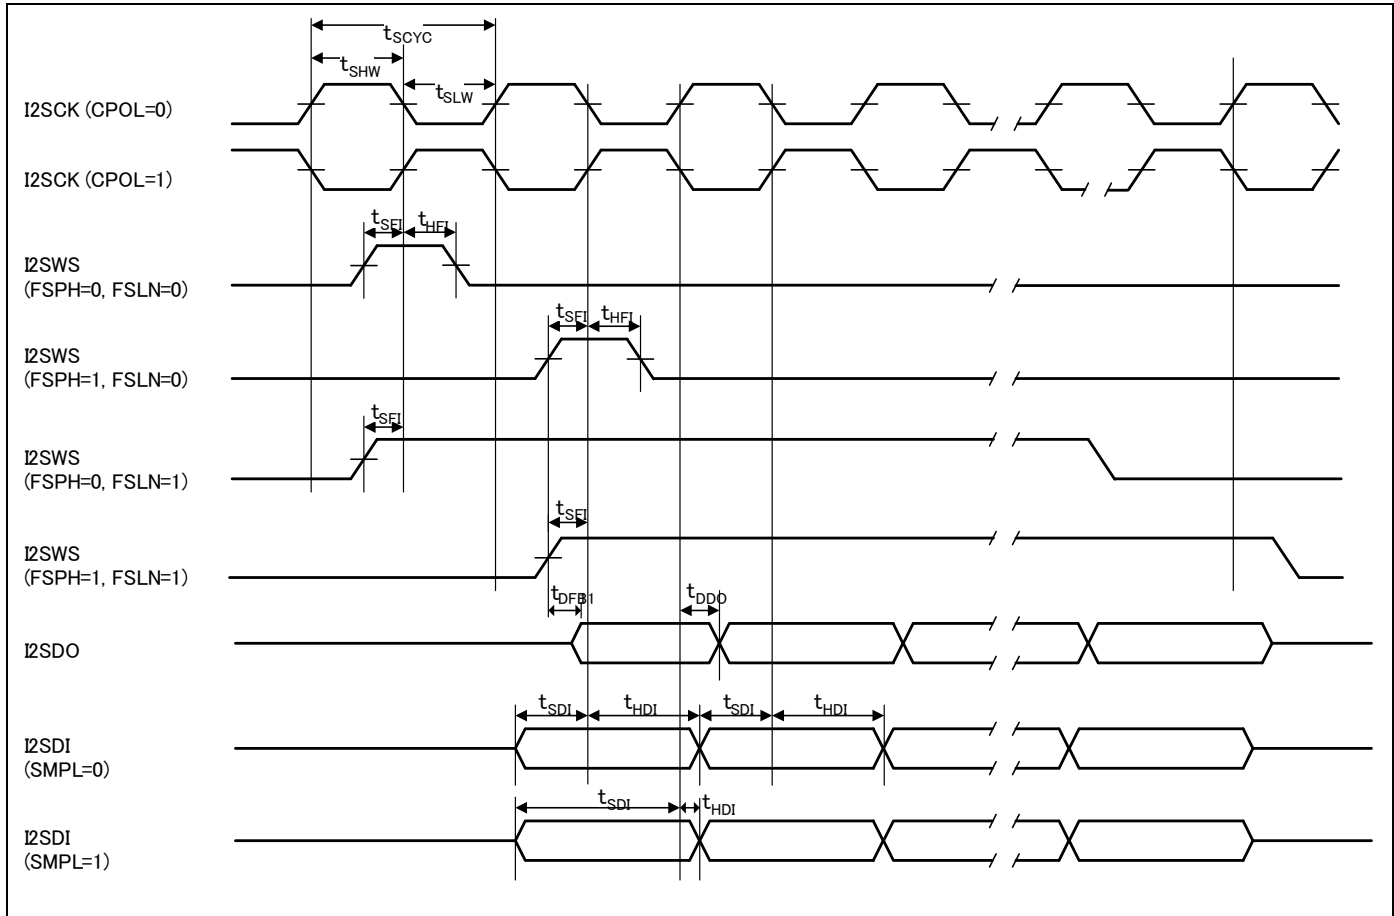 tSCYC
tSHW
tSLW
I2SCK (CPOL=0)
I2SCK (CPOL=1)
tSFI tHFI
I2SWS
(FSPH=0, FSLN=0)
tSFI tHFI
I2SWS
(FSPH=1, FSLN=0)
tSFI
I2SWS
(FSPH=0, FSLN=1)
tSFI
I2SWS
(FSPH=1, FSLN=1)
tDFB1 tDDO
I2SDO
tSDI tHDI tSDI tHDI
I2SDI
(SMPL=0)
tSDI tHDI
I2SDI
(SMPL=1)